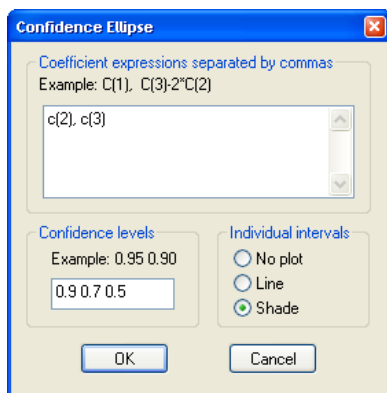 Confidence Ellipse
Coefficient expressions separated by commas
Example: C(1), C(3)-2*C(2)
c(2), c(3)
Confidence levels
Example: 0.95 0.90
0.9 0.7 0.5
Individual intervals
No plot
Line
Shade
OK
Cancel